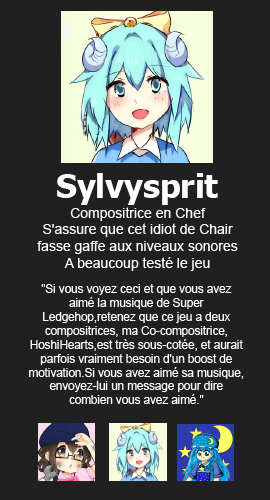 Sylvysprit
Compositrice en Chef
S'assure que cet idiot de Chair
fasse gaffe aux niveaux sonores
A beaucoup testé le jeu
"Si vous voyez ceci et que vous avez
aimé la musique de Super
Ledgehop,retenez que ce jeu a deux
compositrices, ma Co-compositrice,
HoshiHearts,est très sous-cotée, et aurait
parfois vraiment besoin d'un boost de
motivation.Si vous avez aimé sa musique,
envoyez-lui un message pour dire
combien vous avez aimé."